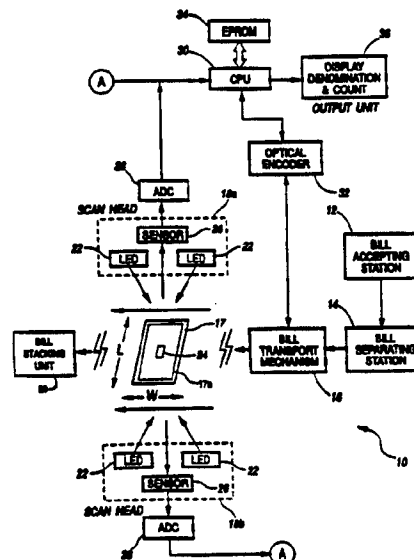 34
EPROM
30
36
A
CPU
DISPLAY
DENOMINATION
& COUNT
OUTPUT UNIT
OPTICAL
ENCODER
32
28
ADC
18a
SCAN HEAD
SENSOR
26
22
LED
LED
22
12
BILL
ACCEPTING
STATION
14
17
BILL
STACKING
UNIT
20
L
24
17a
W
BILL
TRANSPORT
MECHANISM
16
BILL
SEPARATING
STATION
22
LED
LED
22
10
SENSOR
26
SCAN HEAD
18b
ADC
28
A